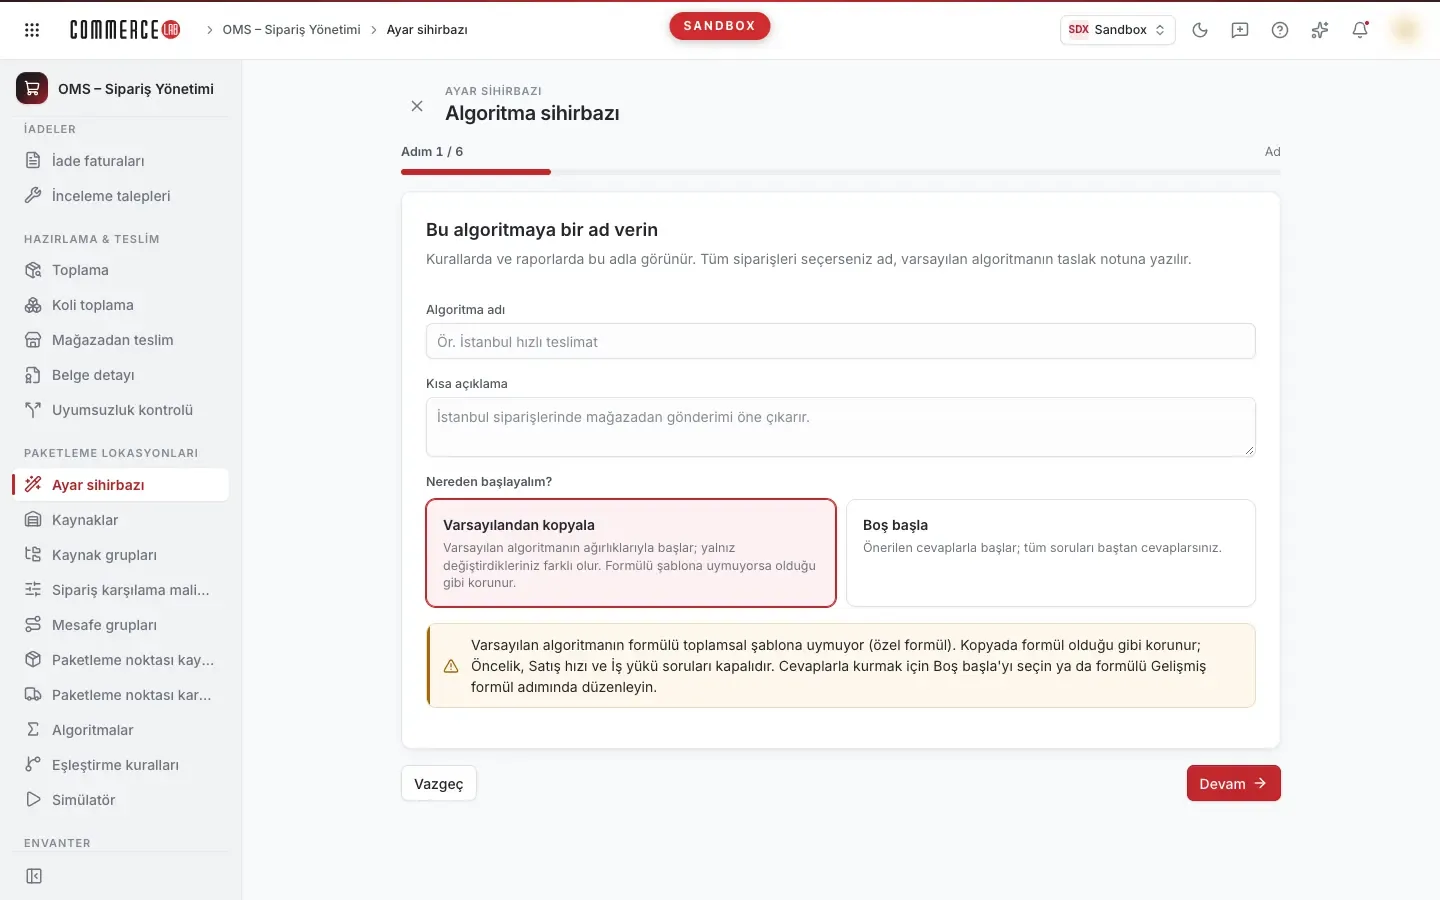 COMMERCE LAB
OMS – Sipariş Yönetimi
Ayar sihirbazı
SANDBOX
SDX Sandbox
OMS – Sipariş Yönetimi
İADELER
İade faturaları
İnceleme talepleri
HAZIRLAMA & TESLİM
Toplama
Koli toplama
Mağazadan teslim
Belge detayı
Uyumsuzluk kontrolü
PAKETLEME LOKASYONLARI
Ayar sihirbazı
Kaynaklar
Kaynak grupları
Sipariş karşılama mali...
Mesafe grupları
Paketleme noktası kay...
Paketleme noktası kar...
Algoritmalar
Eşleştirme kuralları
Simülatör
ENVANTER
AYAR SİHİRBAZI
Algoritma sihirbazı
Adım 1 / 6
Ad
Bu algoritmaya bir ad verin
Kurallarda ve raporlarda bu adla görünür. Tüm siparişleri seçerseniz ad, varsayılan algoritmanın taslak notuna yazılır.
Algoritma adı
Ör. İstanbul hızlı teslimat
Kısa açıklama
İstanbul siparişlerinde mağazadan gönderimi öne çıkarır.
Nereden başlayalım?
Varsayılandan kopyala
Varsayılan algoritmanın ağırlıklarıyla başlar; yalnız
değiştirdikleriniz farklı olur. Formülü şablona uymuyorsa olduğu
gibi korunur.
Boş başla
Önerilen cevaplarla başlar; tüm soruları baştan cevaplarsınız.
Varsayılan algoritmanın formülü toplamsal şablona uymuyor (özel formül). Kopyada formül olduğu gibi korunur;
Öncelik, Satış hızı ve İş yükü soruları kapalıdır. Cevaplarla kurmak için Boş başla'yı seçin ya da formülü Gelişmiş
formül adımında düzenleyin.
Vazgeç
Devam